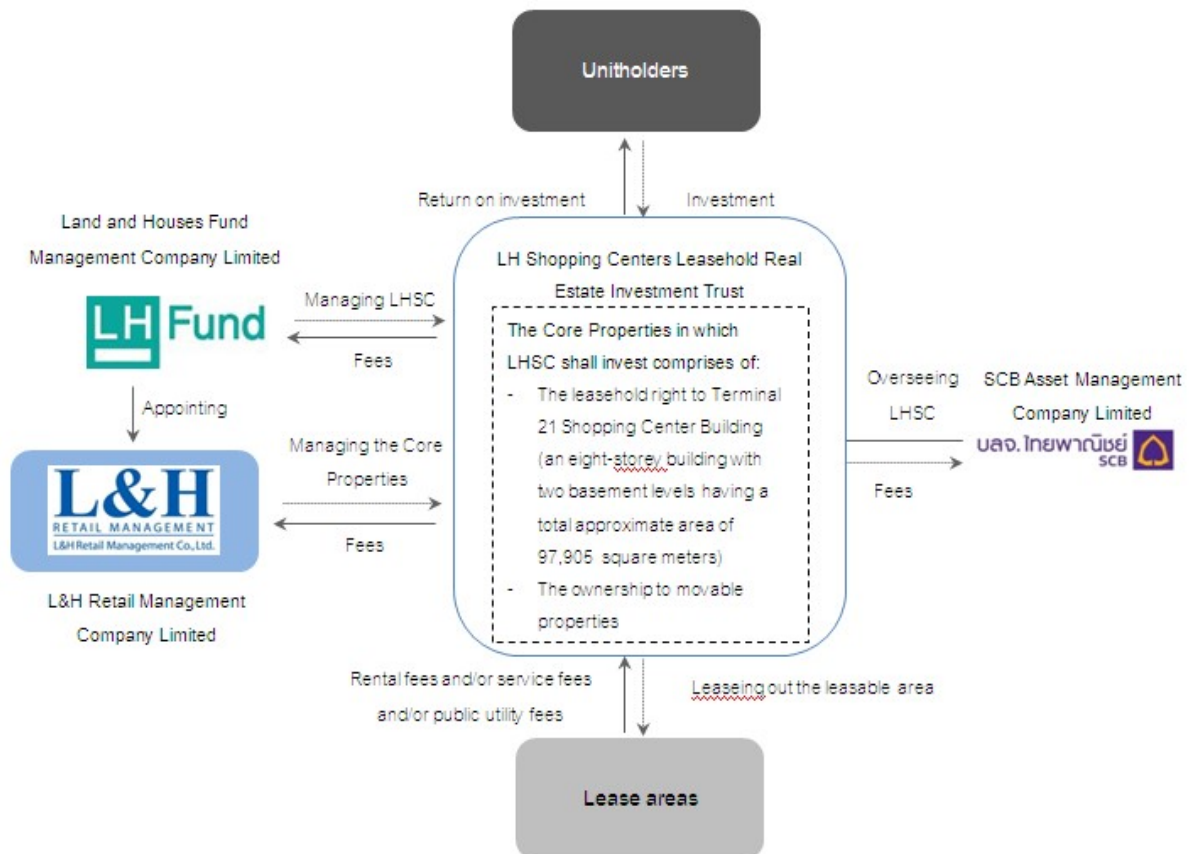 Unitholders
Return on investment
Investment
Land and Houses Fund
Management Company Limited
LH Fund
Managing LHSC
Fees
Appointing
L&H
RETAIL MANAGEMENT
L&H Retail Management Co.,Ltd.
L&H Retail Management
Company Limited
Managing the Core
Properties
Fees
LH Shopping Centers Leasehold Real
Estate Investment Trust
The Core Properties in which
LHSC shall invest comprises of:
- The leasehold right to Terminal
21 Shopping Center Building
(an eight-storey building with
two basement levels having a
total approximate area of
97,905 square meters)
- The ownership to movable
properties
Overseeing
LHSC
Fees
SCB Asset Management
Company Limited
บลจ. ไทยพาณิชย์
SCB
Rental fees and/or service fees
and/or public utility fees
Leaseing out the leasable area
Lease areas